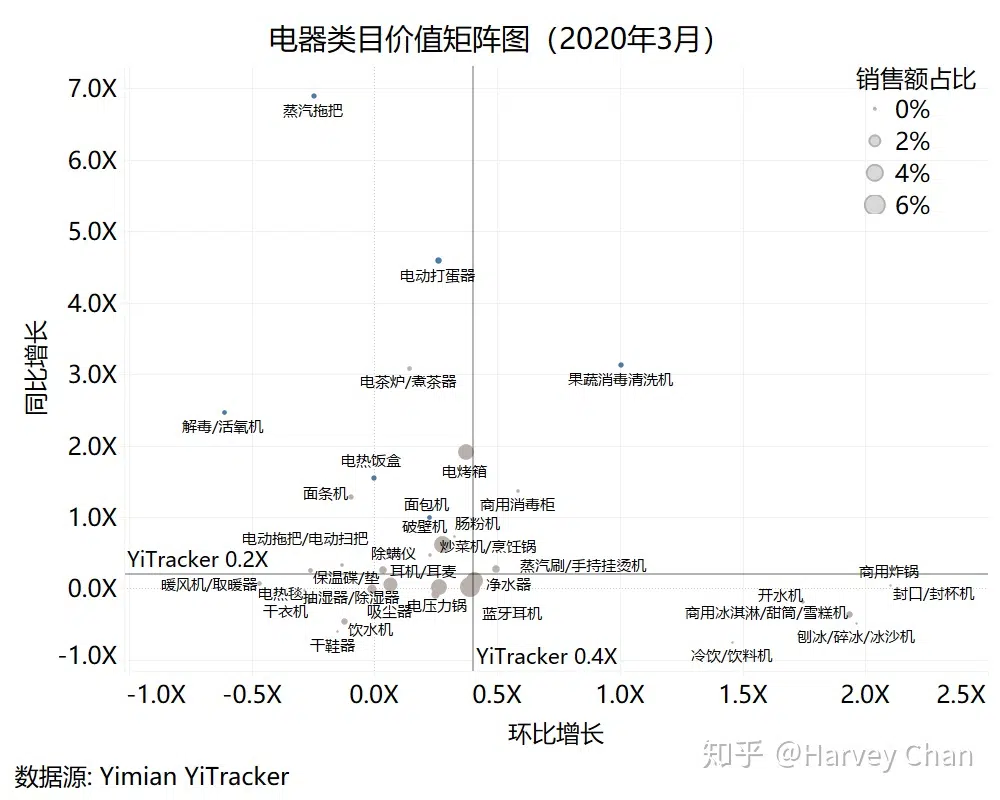 电器类目价值矩阵图（2020年3月）
销售额占比
0%
2%
4%
6%
7.0X
6.0X
5.0X
4.0X
3.0X
2.0X
1.0X
0.0X
-1.0X
同比增长
蒸汽拖把
电动打蛋器
电茶炉/煮茶器
果蔬消毒清洗机
解毒/活氧机
电热饭盒
电烤箱
面条机
面包机
商用消毒柜
破壁机
肠粉机
电动拖把/电动扫把
除螨仪
炒菜机/烹饪锅
YiTracker 0.2X
蒸汽刷/手持挂烫机
暖风机/取暖器
保温碟/垫
耳机/耳麦
净水器
商用炸锅
电热毯
抽湿器/除湿器
电压力锅
开水机
封口/封杯机
干衣机
吸尘器
蓝牙耳机
商用冰淇淋/甜筒/雪糕机
饮水机
刨冰/碎冰/冰沙机
干鞋器
YiTracker 0.4X
冷饮/饮料机
-1.0X
-0.5X
0.0X
0.5X
1.0X
1.5X
2.0X
2.5X
环比增长
知乎 @Harvey Chan
数据源: Yimian YiTracker